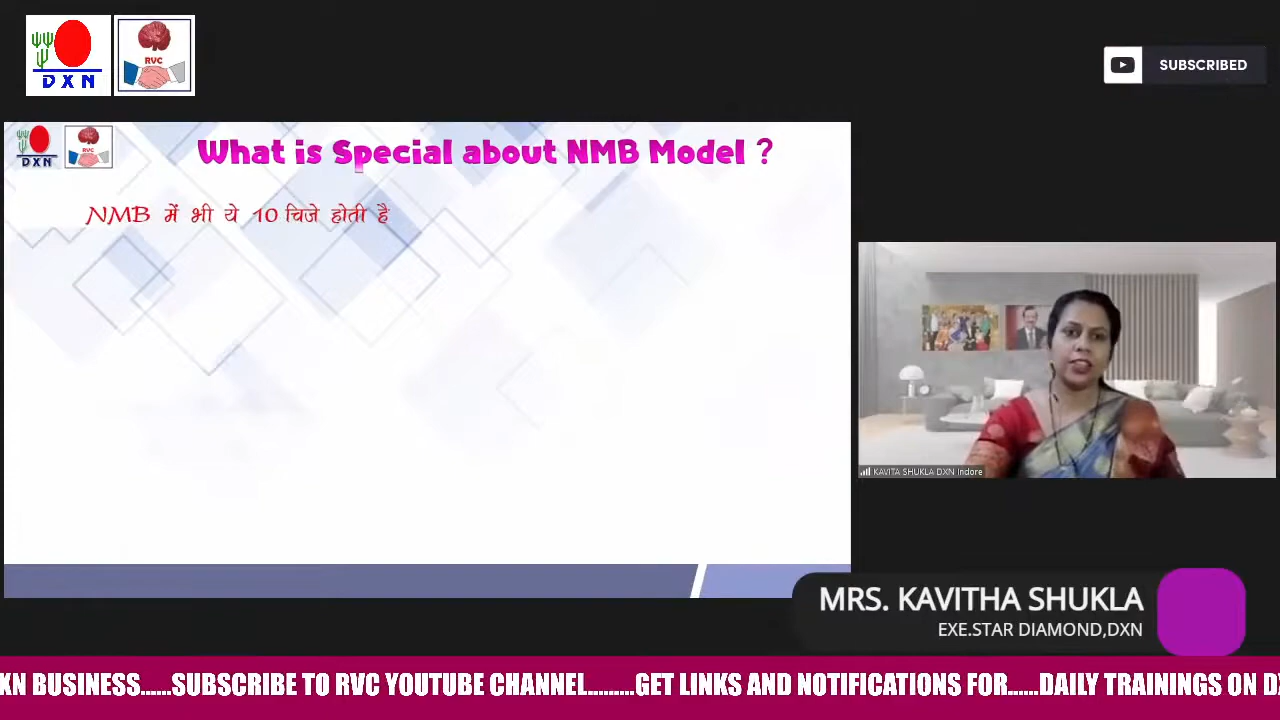 DXN
RVC
SUBSCRIBED
DXN
RVC
What is Special about NMB Model ?
NMB में भी ये 10 चिजे होती है
KAVITA SHUKLA DXN Indore
MRS. KAVITHA SHUKLA
EXE.STAR DIAMOND,DXN
KN BUSINESS......SUBSCRIBE TO RVC YOUTUBE CHANNEL.........GET LINKS AND NOTIFICATIONS FOR......DAILY TRAININGS ON DX